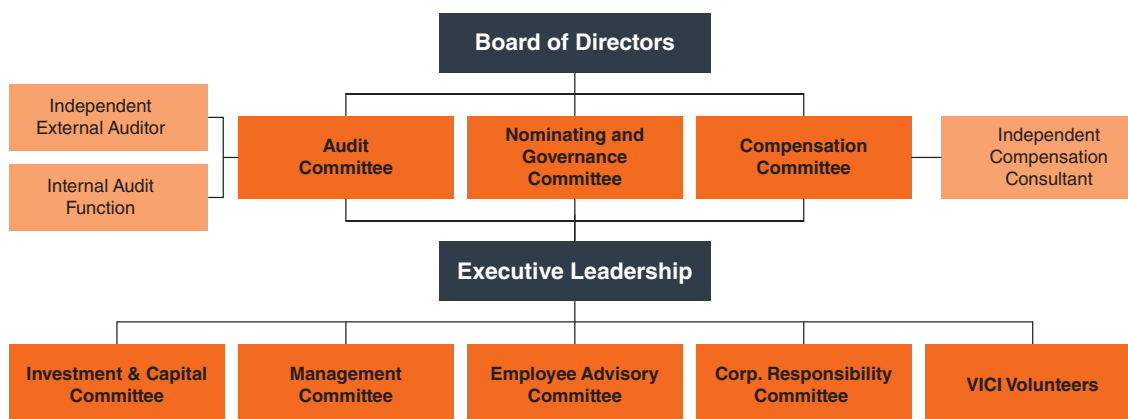 Board of Directors
Independent
External Auditor
Internal Audit
Function
Audit
Committee
Nominating and
Governance
Committee
Compensation
Committee
Independent
Compensation
Consultant
Executive Leadership
Investment & Capital
Committee
Management
Committee
Employee Advisory
Committee
Corp. Responsibility
Committee
VICI Volunteers